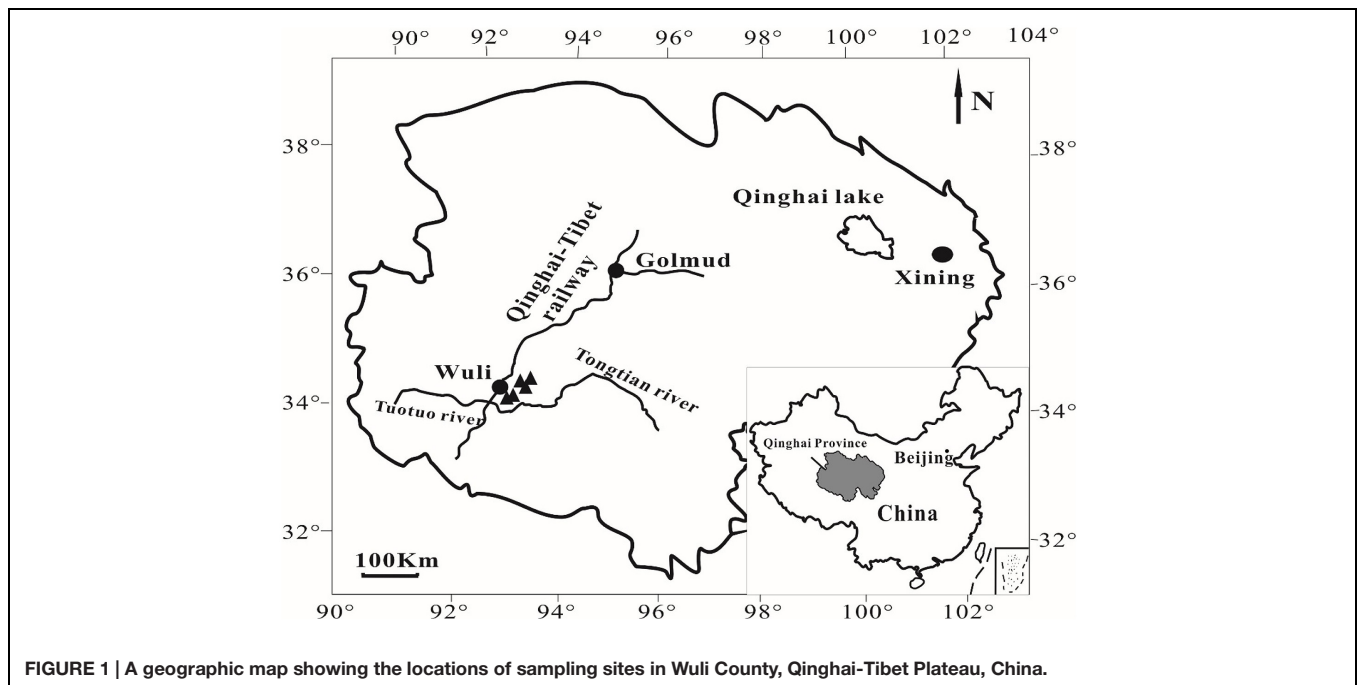 90° 92° 94° 96° 98° 100° 102° 104°
N
38° 38°
Qinghai lake
Qinghai-Tibet
railway
Golmud
Xining
36° 36°
Wuli
Tongtian river
34° 34°
Tuotuo river
Qinghai Province
Beijing
China
32° 32°
100Km
90° 92° 94° 96° 98° 100° 102°
FIGURE 1 | A geographic map showing the locations of sampling sites in Wuli County, Qinghai-Tibet Plateau, China.